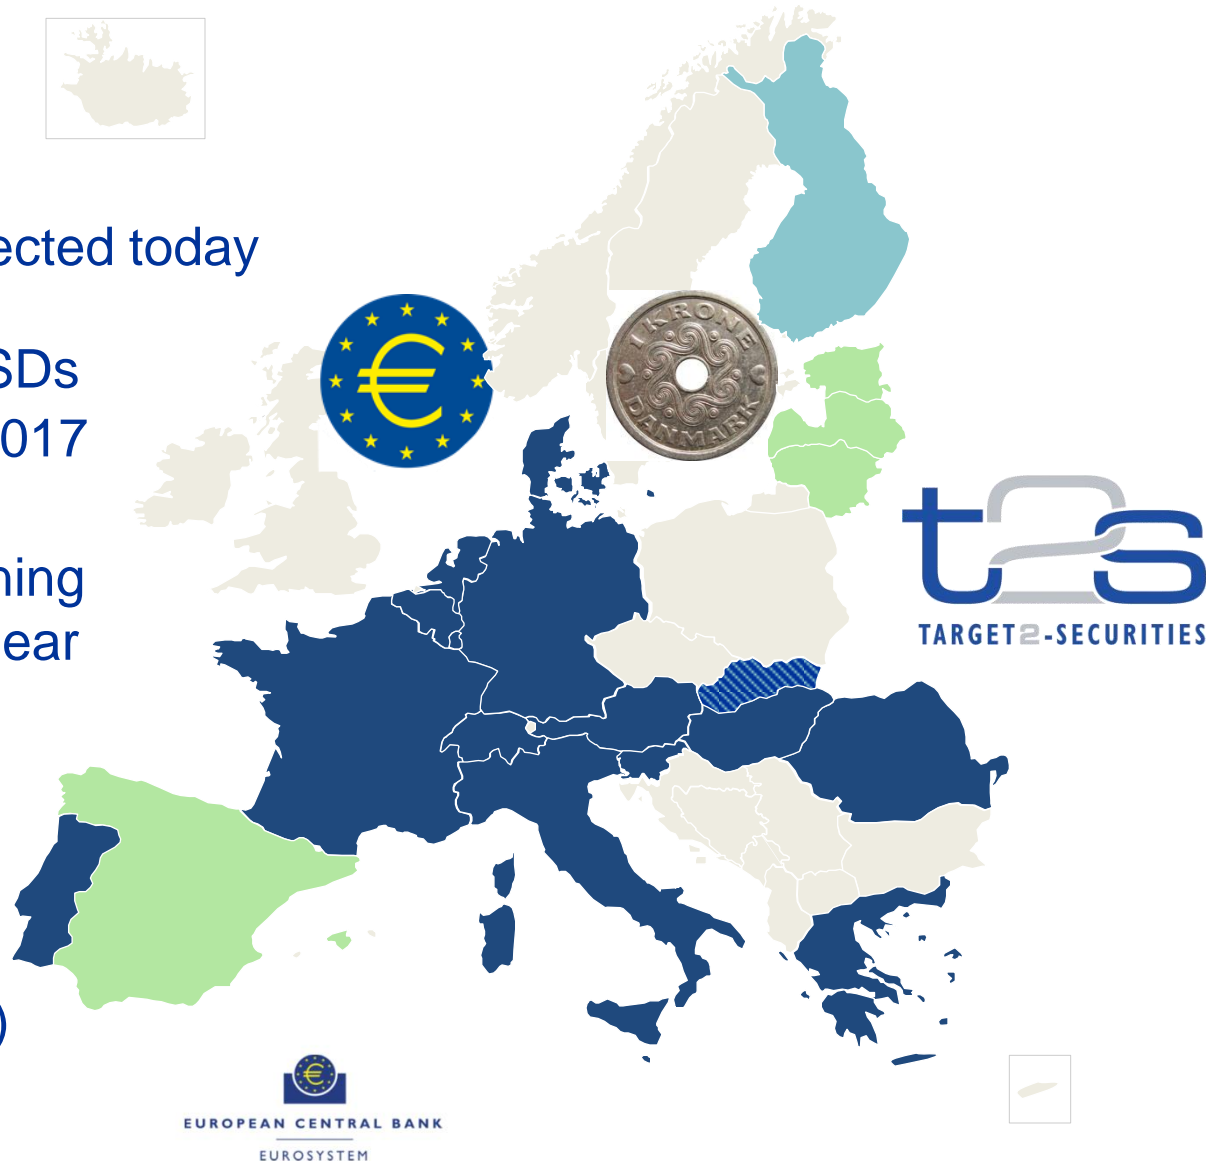 ected today
SDs
017
ning
ear
)
€
1 KRONE
DANMARK
t2s
TARGET2-SECURITIES
€
EUROPEAN CENTRAL BANK
EUROSYSTEM